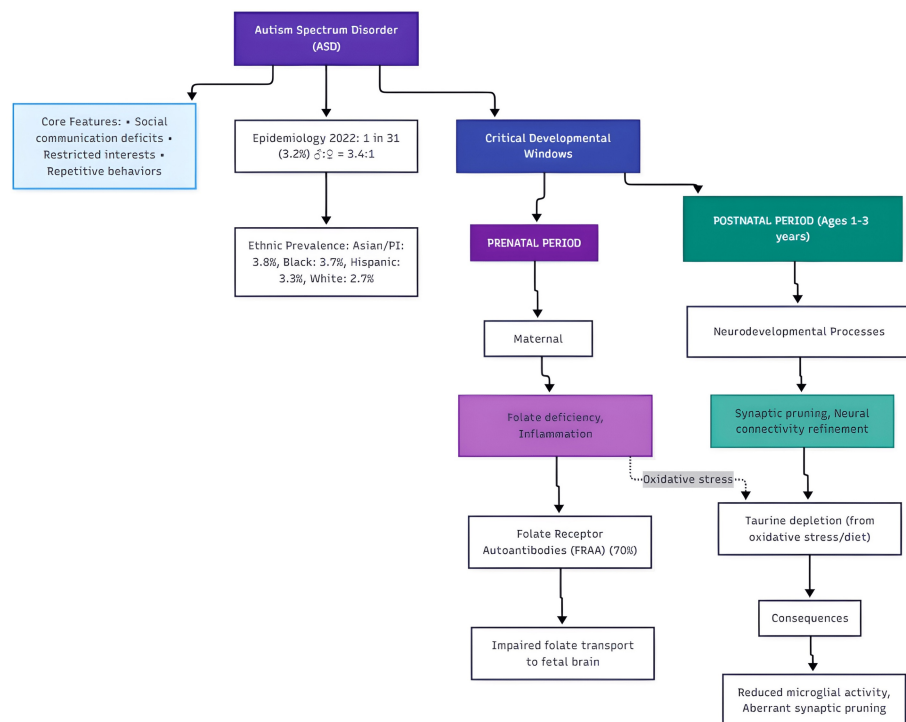 Autism Spectrum Disorder
(ASD)
Core Features: • Social
communication deficits •
Restricted interests •
Repetitive behaviors
Epidemiology 2022: 1 in 31
(3.2%) ♂:♀ = 3.4:1
Critical Developmental
Windows
Ethnic Prevalence: Asian/PI:
3.8%, Black: 3.7%, Hispanic:
3.3%, White: 2.7%
PRENATAL PERIOD
POSTNATAL PERIOD (Ages 1-3
years)
Maternal
Neurodevelopmental Processes
Folate deficiency,
Inflammation
Synaptic pruning, Neural
connectivity refinement
Oxidative stress
Folate Receptor
Autoantibodies (FRAA) (70%)
Taurine depletion (from
oxidative stress/diet)
Impaired folate transport
to fetal brain
Consequences
Reduced microglial activity,
Aberrant synaptic pruning